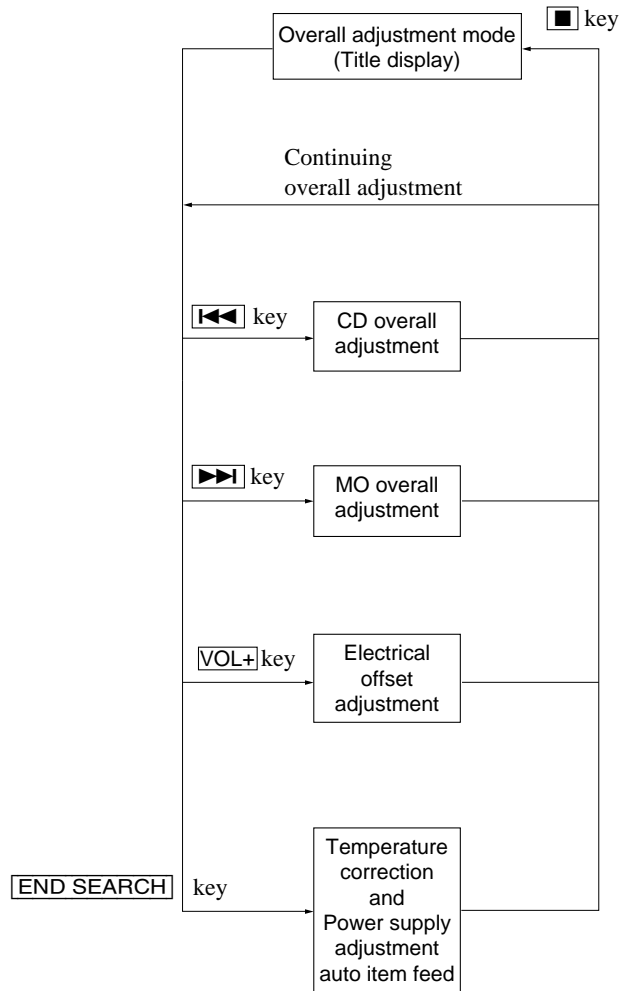 ■ key
Overall adjustment mode
(Title display)
Continuing
overall adjustment
⏮ key
CD overall
adjustment
⏭ key
MO overall
adjustment
VOL+ key
Electrical
offset
adjustment
END SEARCH key
Temperature
correction
and
Power supply
adjustment
auto item feed